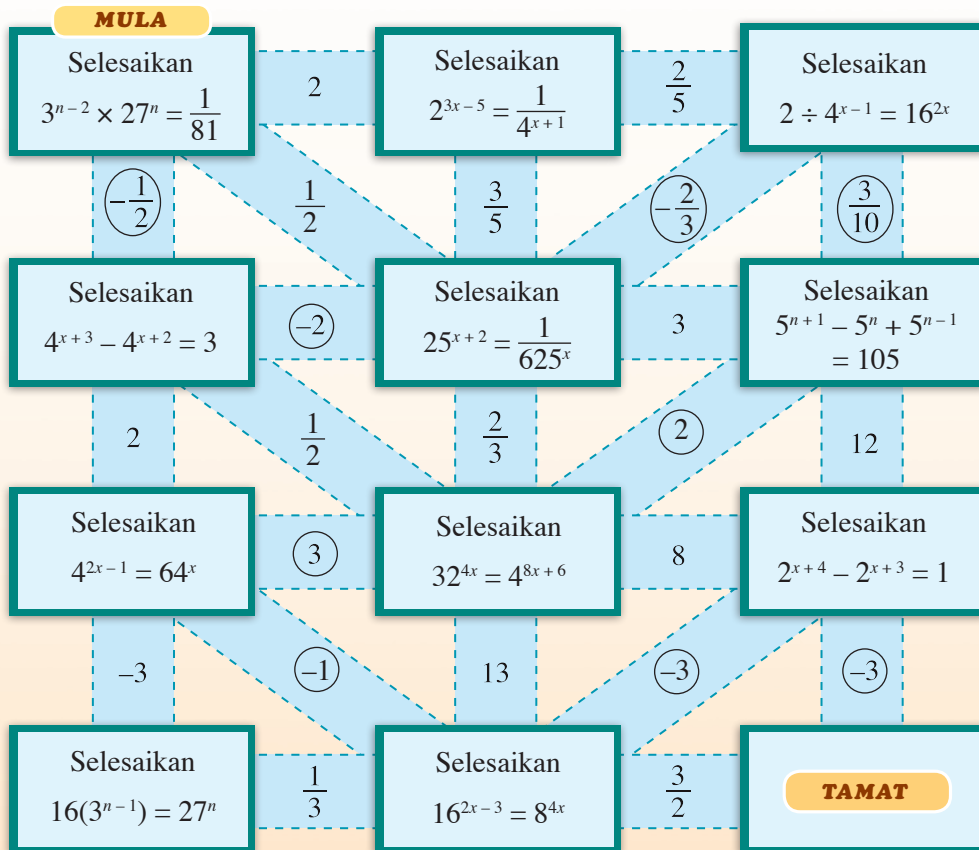 MULA
Selesaikan
3^{n – 2} × 27^n = 1/81
2
Selesaikan
2^{3x – 5} = 1/4^{x + 1}
2/5
Selesaikan
2 ÷ 4^{x – 1} = 16^{2x}
–1/2
1/2
3/5
–2/3
3/10
Selesaikan
4^{x + 3} – 4^{x + 2} = 3
–2
Selesaikan
25^{x + 2} = 1/625^x
3
Selesaikan
5^{n + 1} – 5^n + 5^{n – 1}
= 105
2
1/2
2/3
2
12
Selesaikan
4^{2x – 1} = 64^x
3
Selesaikan
32^{4x} = 4^{8x + 6}
8
Selesaikan
2^{x + 4} – 2^{x + 3} = 1
–3
–1
13
–3
–3
Selesaikan
16(3^{n – 1}) = 27^n
1/3
Selesaikan
16^{2x – 3} = 8^{4x}
3/2
TAMAT